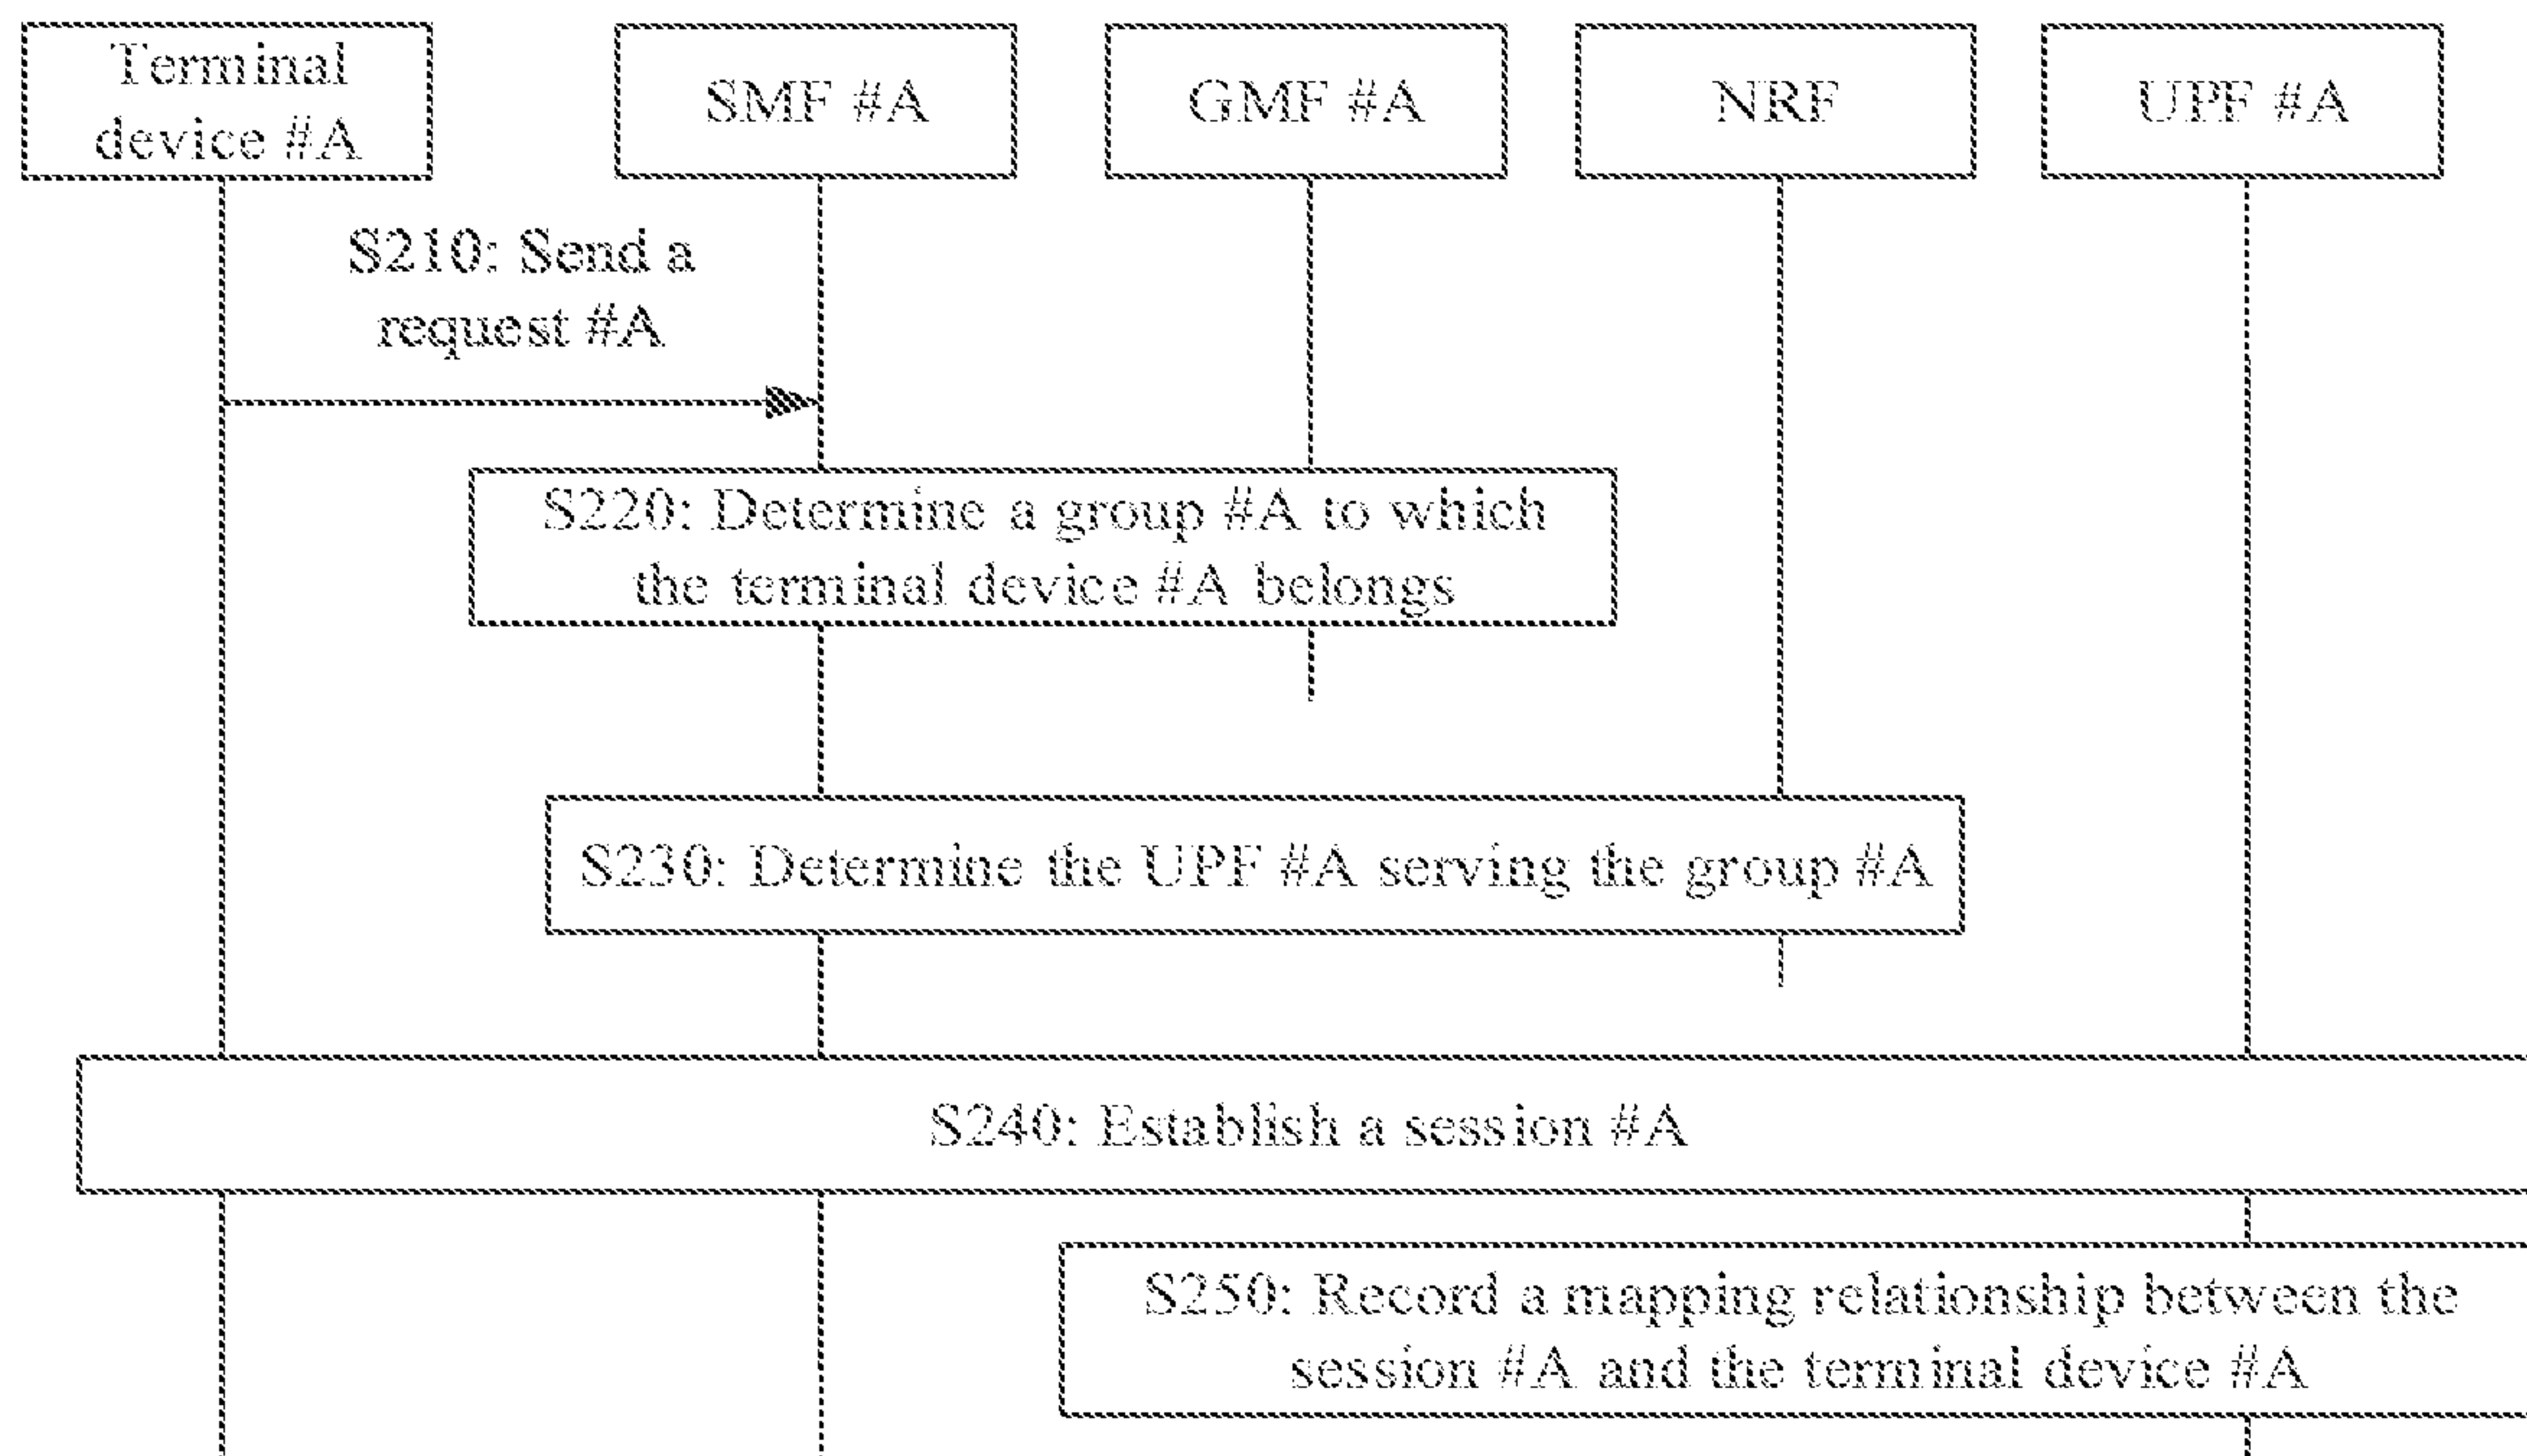 Terminal
device #A
SMF #A
GMF #A
NRF
UPF #A
S210: Send a
request #A
S220: Determine a group #A to which
the terminal device #A belongs
S230: Determine the UPF #A serving the group #A
S240: Establish a session #A
S250: Record a mapping relationship between the
session #A and the terminal device #A